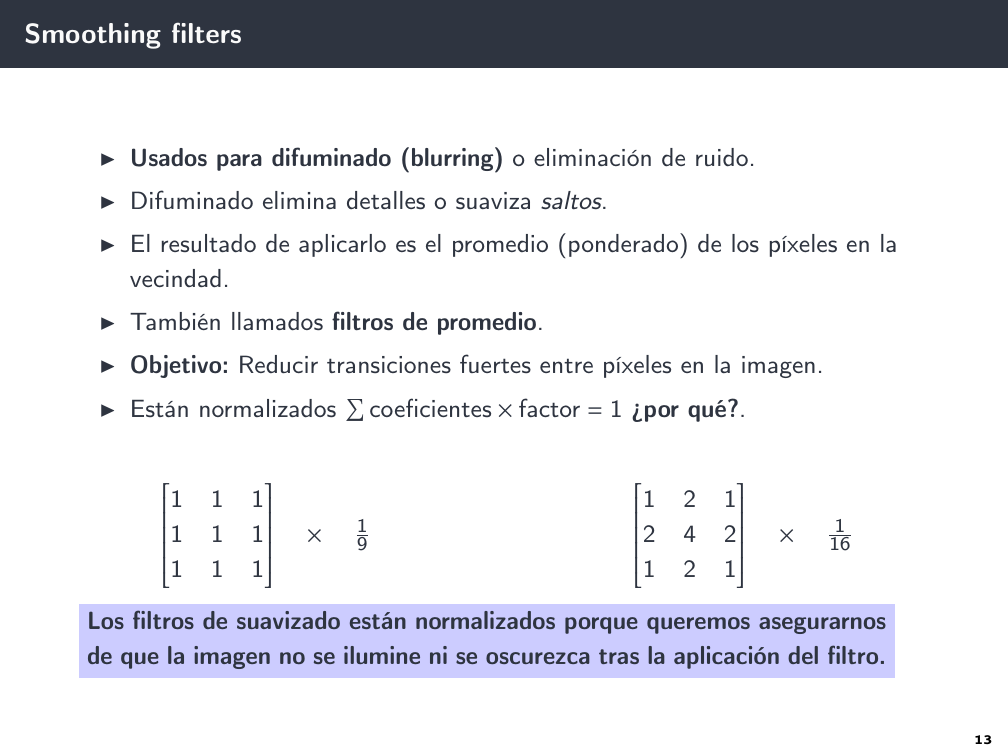 Smoothing filters
▶ Usados para difuminado (blurring) o eliminación de ruido.
▶ Difuminado elimina detalles o suaviza saltos.
▶ El resultado de aplicarlo es el promedio (ponderado) de los píxeles en la
vecindad.
▶ También llamados filtros de promedio.
▶ Objetivo: Reducir transiciones fuertes entre píxeles en la imagen.
▶ Están normalizados ∑ coeficientes × factor = 1 ¿por qué?.
[1 1 1
1 1 1
1 1 1] × 1/9
[1 2 1
2 4 2
1 2 1] × 1/16
Los filtros de suavizado están normalizados porque queremos asegurarnos
de que la imagen no se ilumine ni se oscurezca tras la aplicación del filtro.
13